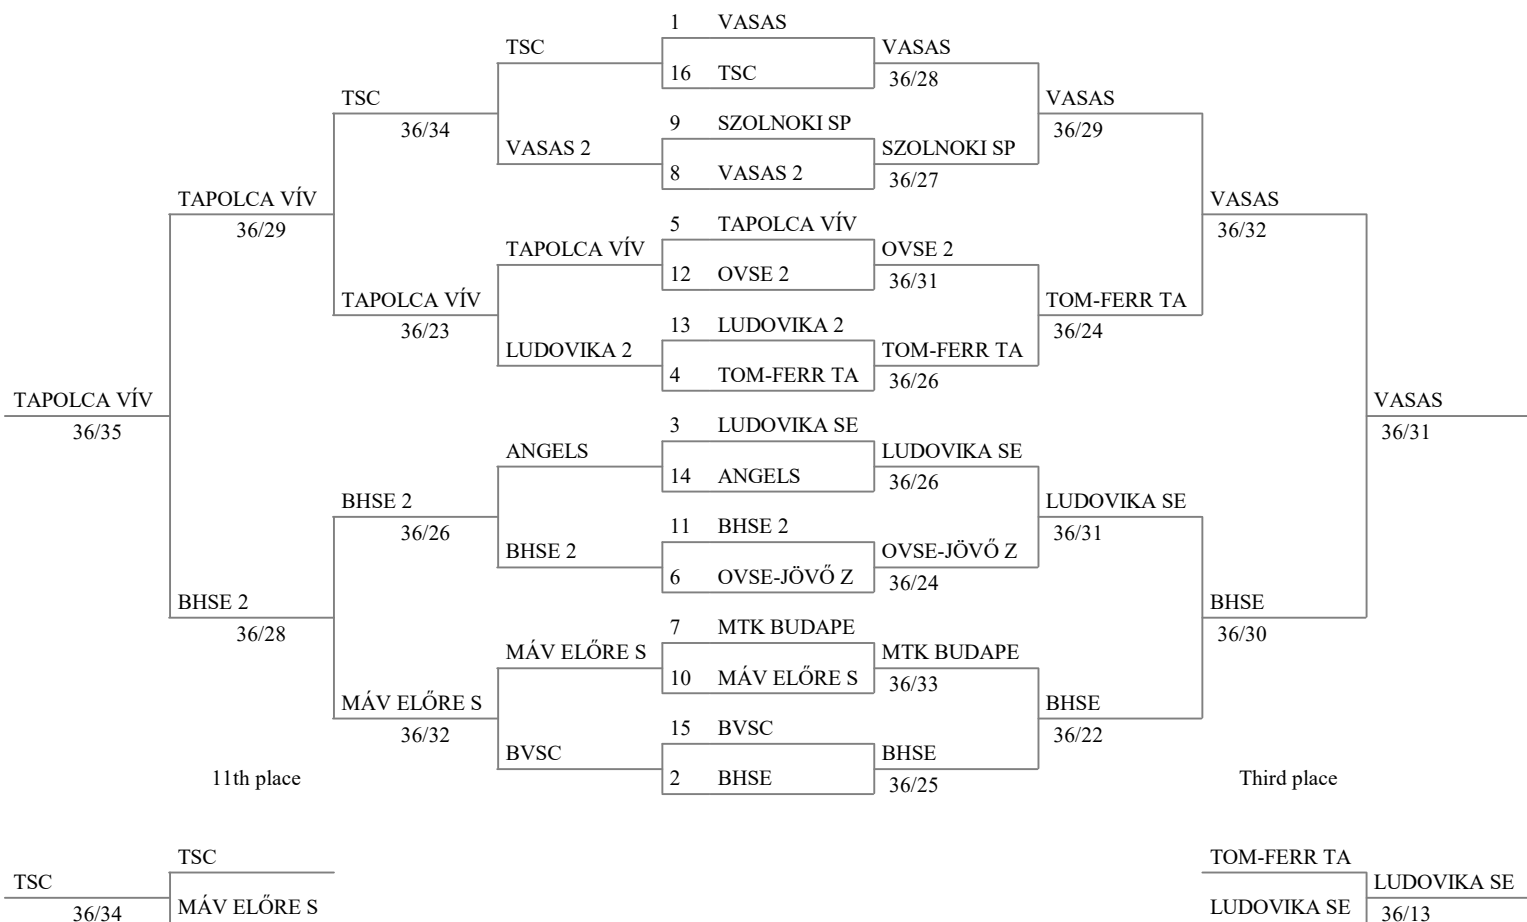 1 VASAS
TSC VASAS
16 TSC 36/28
TSC VASAS
36/34 9 SZOLNOKI SP 36/29
VASAS 2 SZOLNOKI SP
8 VASAS 2 36/27
TAPOLCA VÍV VASAS
36/29 5 TAPOLCA VÍV 36/32
TAPOLCA VÍV OVSE 2
12 OVSE 2 36/31
TAPOLCA VÍV TOM-FERR TA
36/23 13 LUDOVIKA 2 36/24
LUDOVIKA 2 TOM-FERR TA
4 TOM-FERR TA 36/26
TAPOLCA VÍV VASAS
36/35 3 LUDOVIKA SE 36/31
ANGELS LUDOVIKA SE
14 ANGELS 36/26
BHSE 2 LUDOVIKA SE
36/26 11 BHSE 2 36/31
BHSE 2 OVSE-JÖVŐ Z
6 OVSE-JÖVŐ Z 36/24
BHSE 2 BHSE
36/28 7 MTK BUDAPE 36/30
MÁV ELŐRE S MTK BUDAPE
10 MÁV ELŐRE S 36/33
MÁV ELŐRE S BHSE
36/32 15 BVSC 36/22
BVSC BHSE
11th place 2 BHSE 36/25 Third place
TSC TOM-FERR TA
TSC LUDOVIKA SE
36/34 MÁV ELŐRE S LUDOVIKA SE 36/13